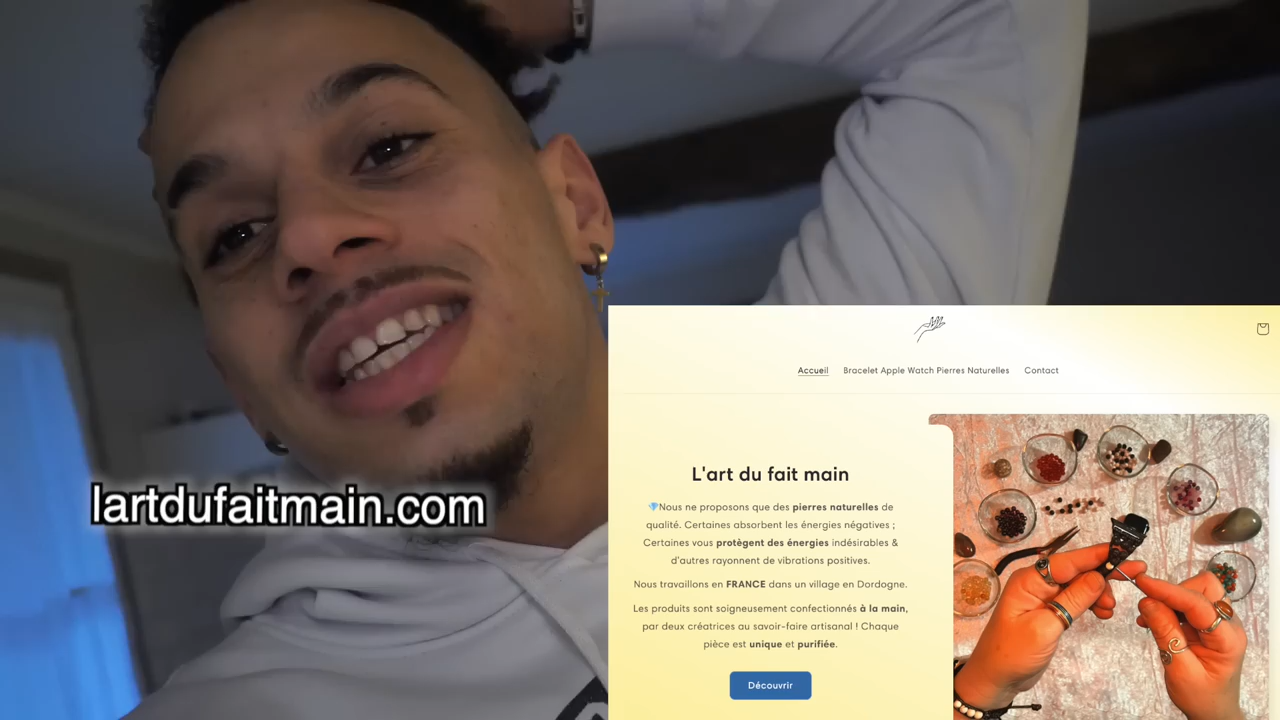 lartdufaitmain.com
Accueil Bracelet Apple Watch Pierres Naturelles Contact
L'art du fait main
💎Nous ne proposons que des pierres naturelles de
qualité. Certaines absorbent les énergies négatives ;
Certaines vous protègent des énergies indésirables &
d'autres rayonnent de vibrations positives.
Nous travaillons en FRANCE dans un village en Dordogne.
Les produits sont soigneusement confectionnés à la main,
par deux créatrices au savoir-faire artisanal ! Chaque
pièce est unique et purifiée.
Découvrir